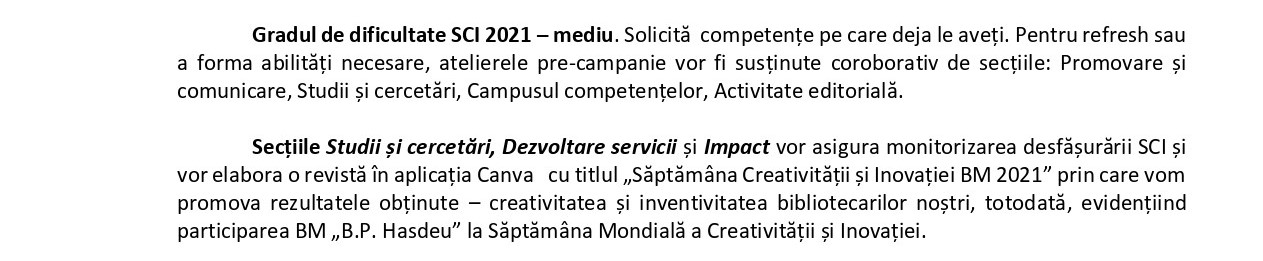 Gradul de dificultate SCI 2021 – mediu. Solicită competențe pe care deja le aveți. Pentru refresh sau
a forma abilități necesare, atelierele pre-campanie vor fi susținute coroborativ de secțiile: Promovare și
comunicare, Studii și cercetări, Campusul competențelor, Activitate editorială.
Secțiile Studii și cercetări, Dezvoltare servicii și Impact vor asigura monitorizarea desfășurării SCI și
vor elabora o revistă în aplicația Canva cu titlul „Săptămâna Creativității și Inovației BM 2021” prin care vom
promova rezultatele obținute – creativitatea și inventivitatea bibliotecarilor noștri, totodată, evidențiind
participarea BM „B.P. Hasdeu” la Săptămâna Mondială a Creativității și Inovației.